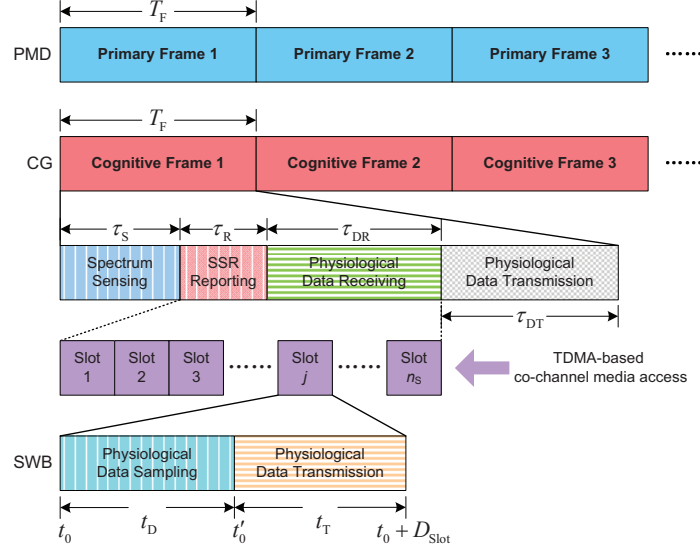 T_F
PMD Primary Frame 1 Primary Frame 2 Primary Frame 3 ······
T_F
CG Cognitive Frame 1 Cognitive Frame 2 Cognitive Frame 3 ······
τ_S τ_R τ_DR
Spectrum Sensing SSR Reporting Physiological Data Receiving Physiological Data Transmission
τ_DT
Slot 1 Slot 2 Slot 3 ······ Slot j ······ Slot n_S
TDMA-based
co-channel media access
SWB Physiological Data Sampling Physiological Data Transmission
t_D t_T
t_0 t_0′ t_0 + D_Slot